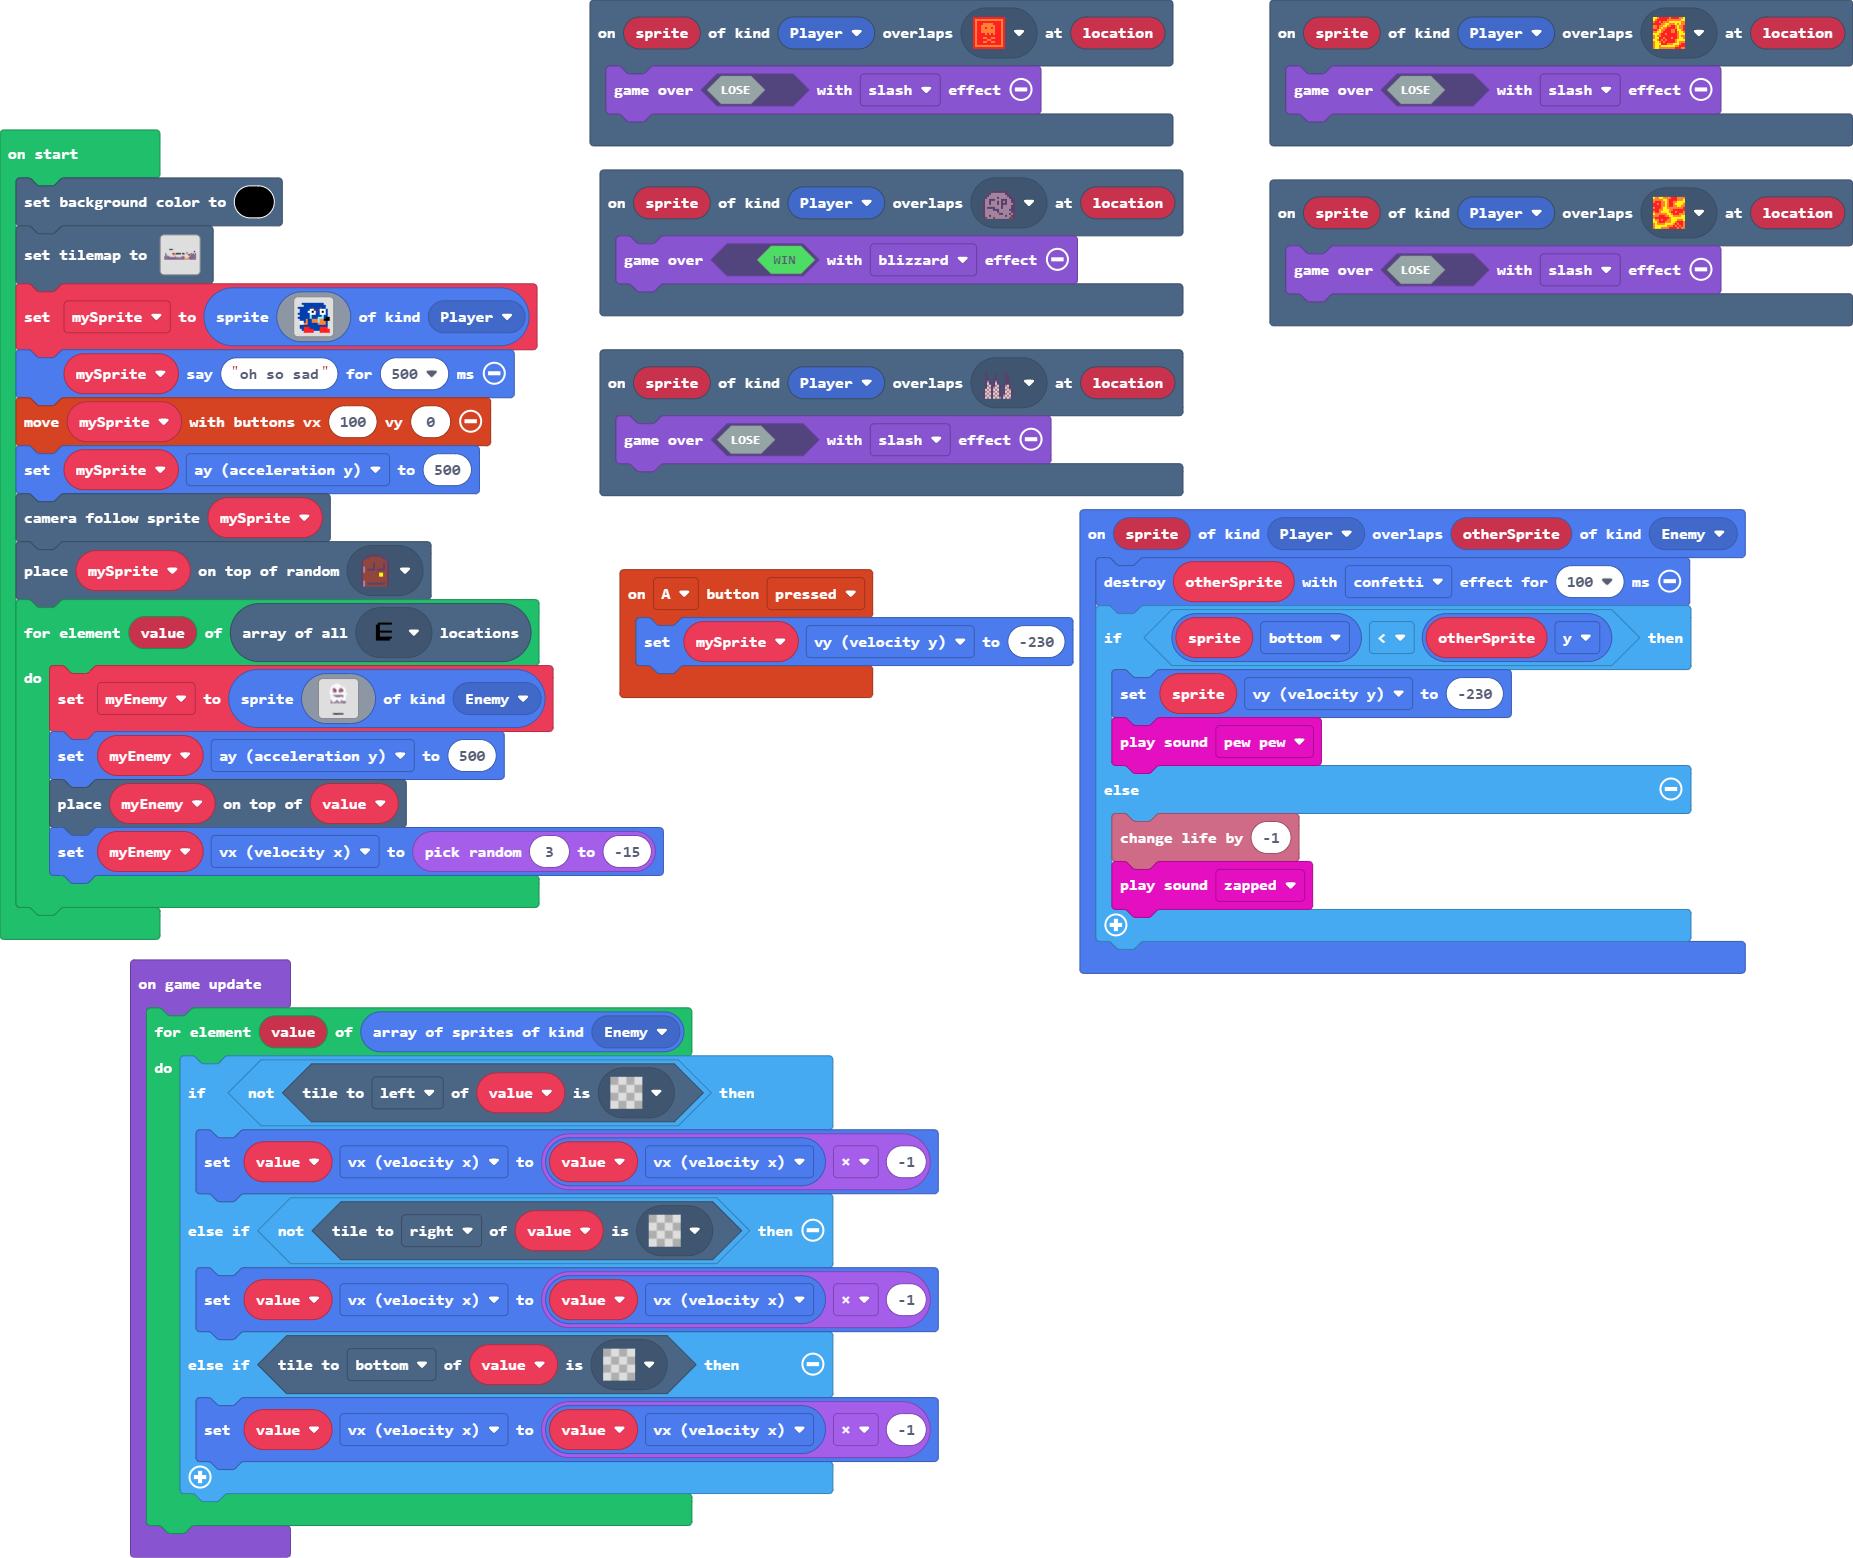 on start
set background color to
set tilemap to
set mySprite to sprite of kind Player
mySprite say "oh so sad" for 500 ms
move mySprite with buttons vx 100 vy 0
set mySprite ay (acceleration y) to 500
camera follow sprite mySprite
place mySprite on top of random
for element value of array of all E locations
do
set myEnemy to sprite of kind Enemy
set myEnemy ay (acceleration y) to 500
place myEnemy on top of value
set myEnemy vx (velocity x) to pick random 3 to -15
on sprite of kind Player overlaps at location
game over LOSE with slash effect
on sprite of kind Player overlaps at location
game over LOSE with slash effect
on sprite of kind Player overlaps rip at location
game over WIN with blizzard effect
on sprite of kind Player overlaps at location
game over LOSE with slash effect
on sprite of kind Player overlaps at location
game over LOSE with slash effect
on A button pressed
set mySprite vy (velocity y) to -230
on sprite of kind Player overlaps otherSprite of kind Enemy
destroy otherSprite with confetti effect for 100 ms
if sprite bottom < otherSprite y then
set sprite vy (velocity y) to -230
play sound pew pew
else
change life by -1
play sound zapped
on game update
for element value of array of sprites of kind Enemy
do
if not tile to left of value is then
set value vx (velocity x) to value vx (velocity x) × -1
else if not tile to right of value is then
set value vx (velocity x) to value vx (velocity x) × -1
else if tile to bottom of value is then
set value vx (velocity x) to value vx (velocity x) × -1